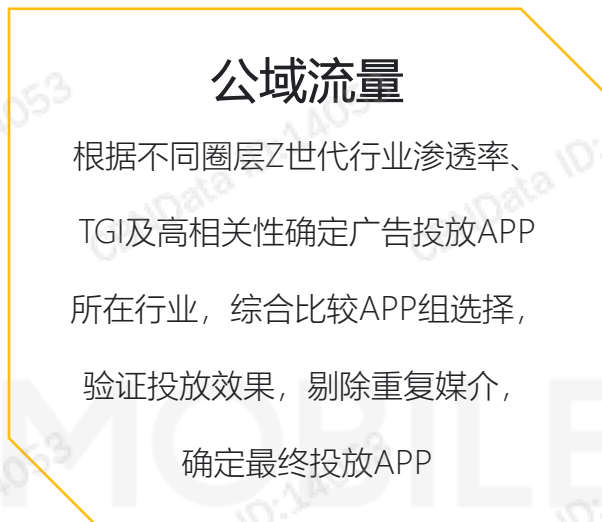 公域流量
根据不同圈层Z世代行业渗透率、
TGI及高相关性确定广告投放APP
所在行业，综合比较APP组选择，
验证投放效果，剔除重复媒介，
确定最终投放APP
MOBILE